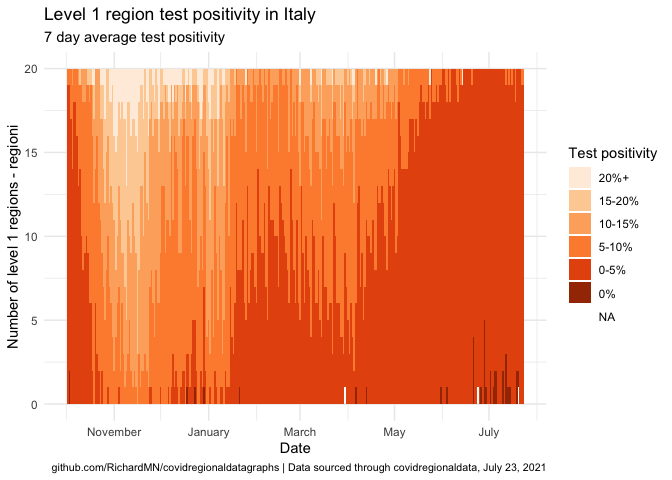 Level 1 region test positivity in Italy
7 day average test positivity
Number of level 1 regions - regioni
20
15
10
5
0
November January March May July
Date
Test positivity
20%+
15-20%
10-15%
5-10%
0-5%
0%
NA
github.com/RichardMN/covidregionaldatagraphs | Data sourced through covidregionaldata, July 23, 2021